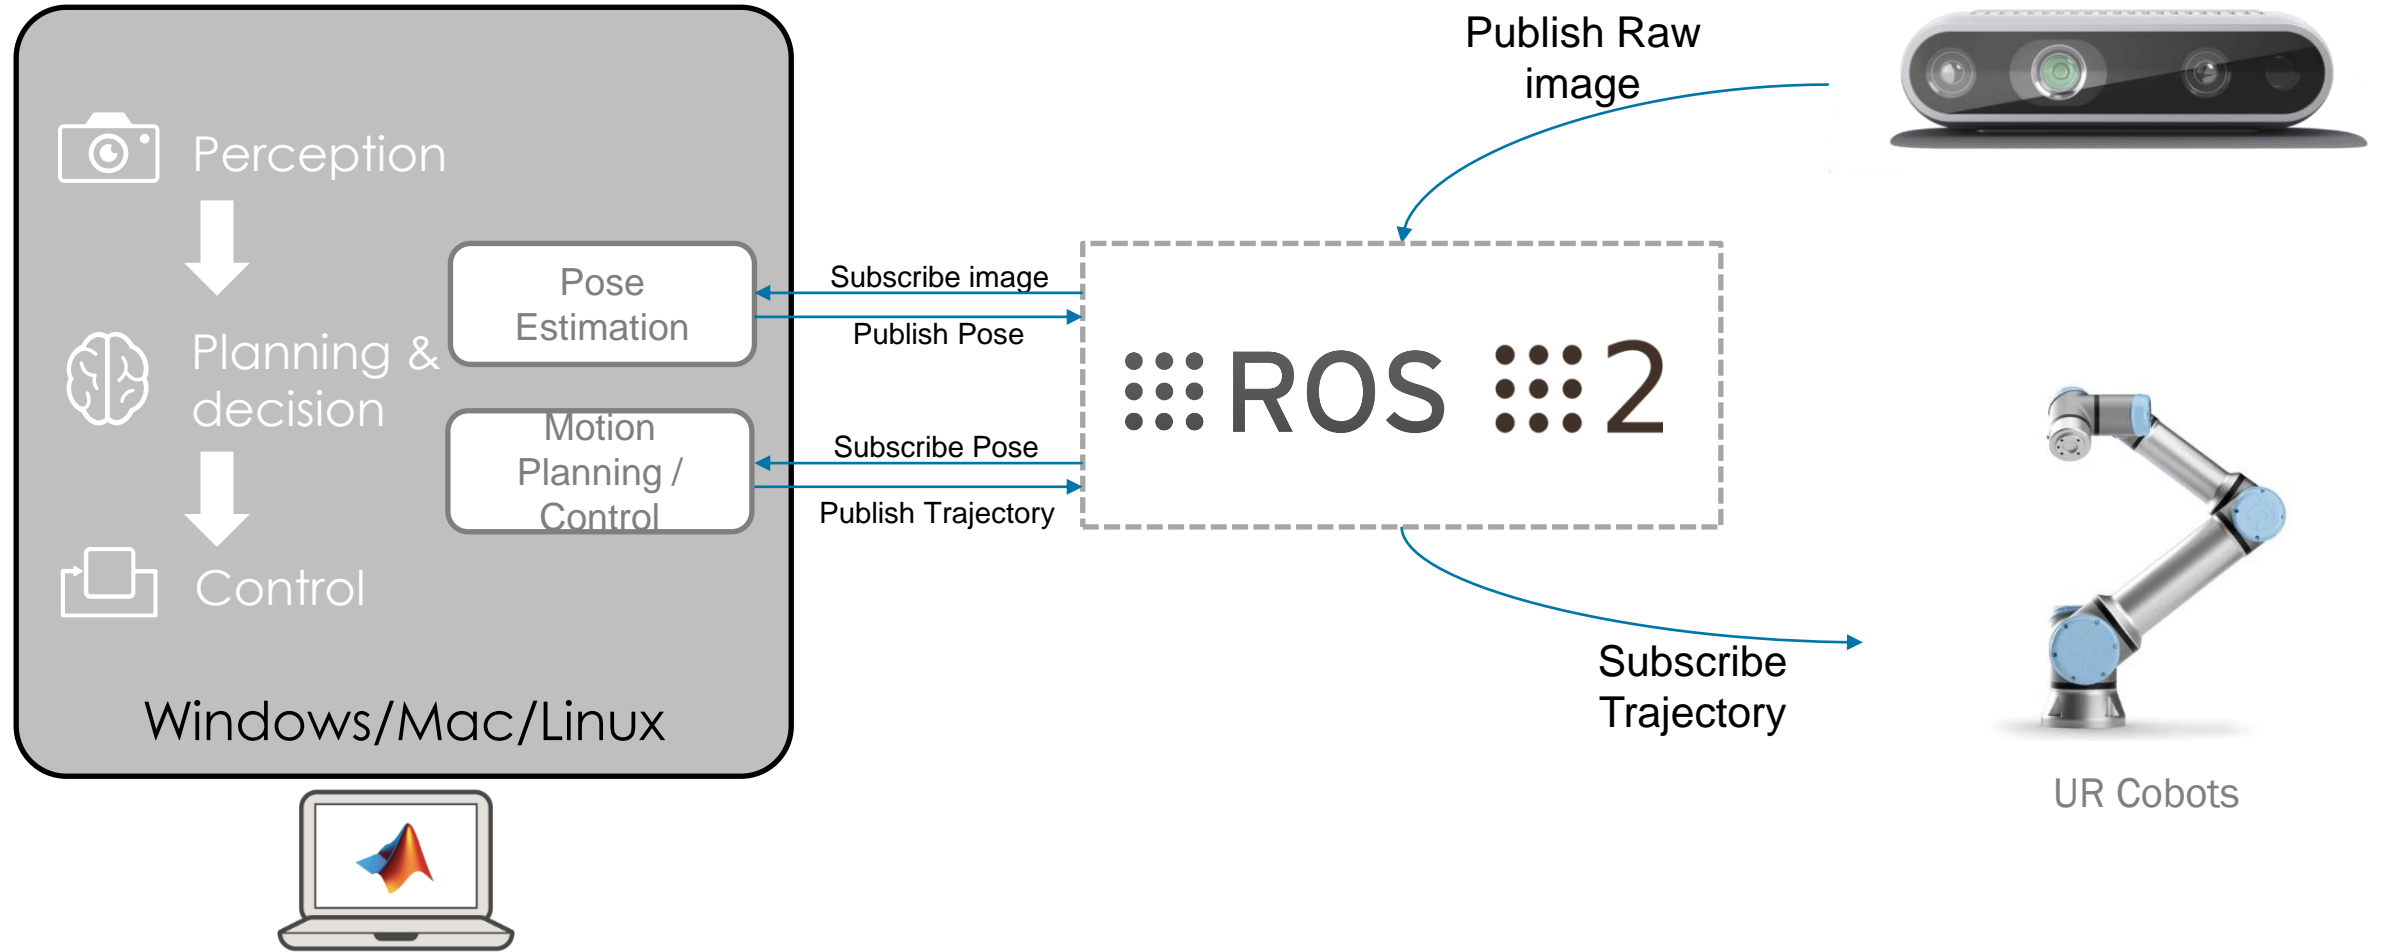 Perception
Planning &
decision
Control
Windows/Mac/Linux
Pose
Estimation
Motion
Planning /
Control
Subscribe image
Publish Pose
Subscribe Pose
Publish Trajectory
Publish Raw
image
ROS 2
Subscribe
Trajectory
UR Cobots